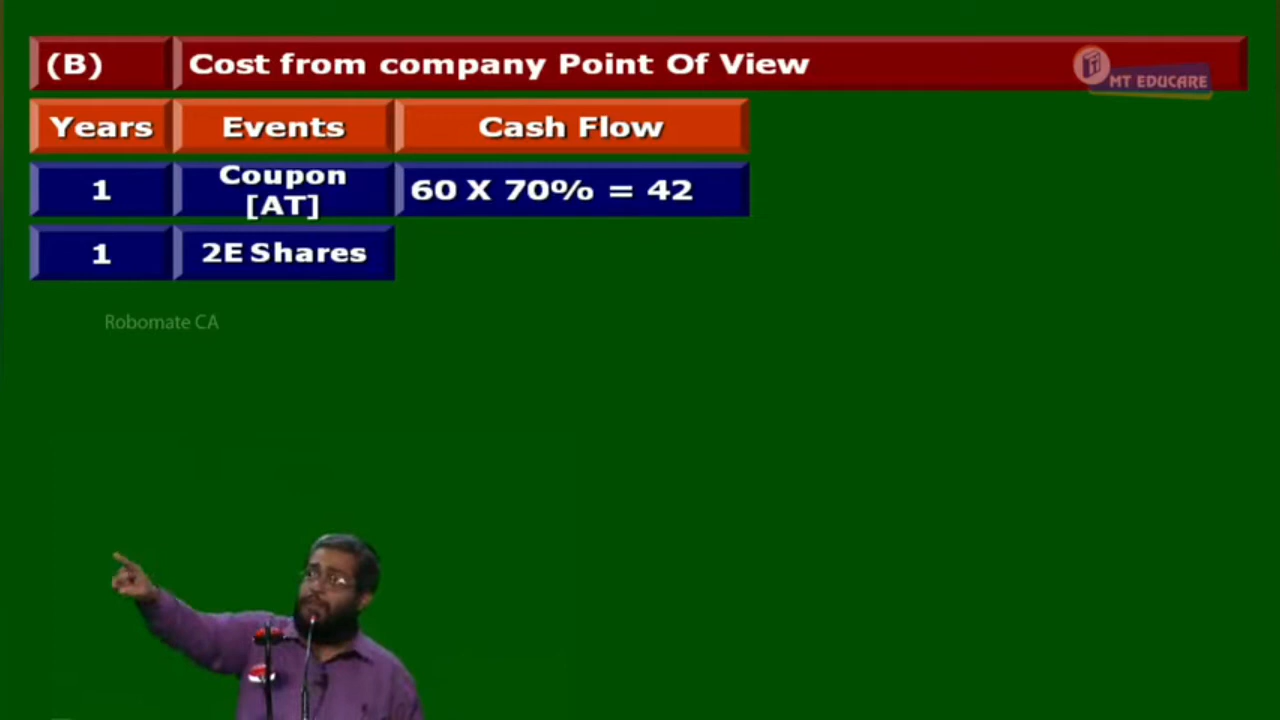 (B) Cost from company Point Of View
MT EDUCARE
Years Events Cash Flow
1 Coupon [AT] 60 X 70% = 42
1 2E Shares
Robomate CA